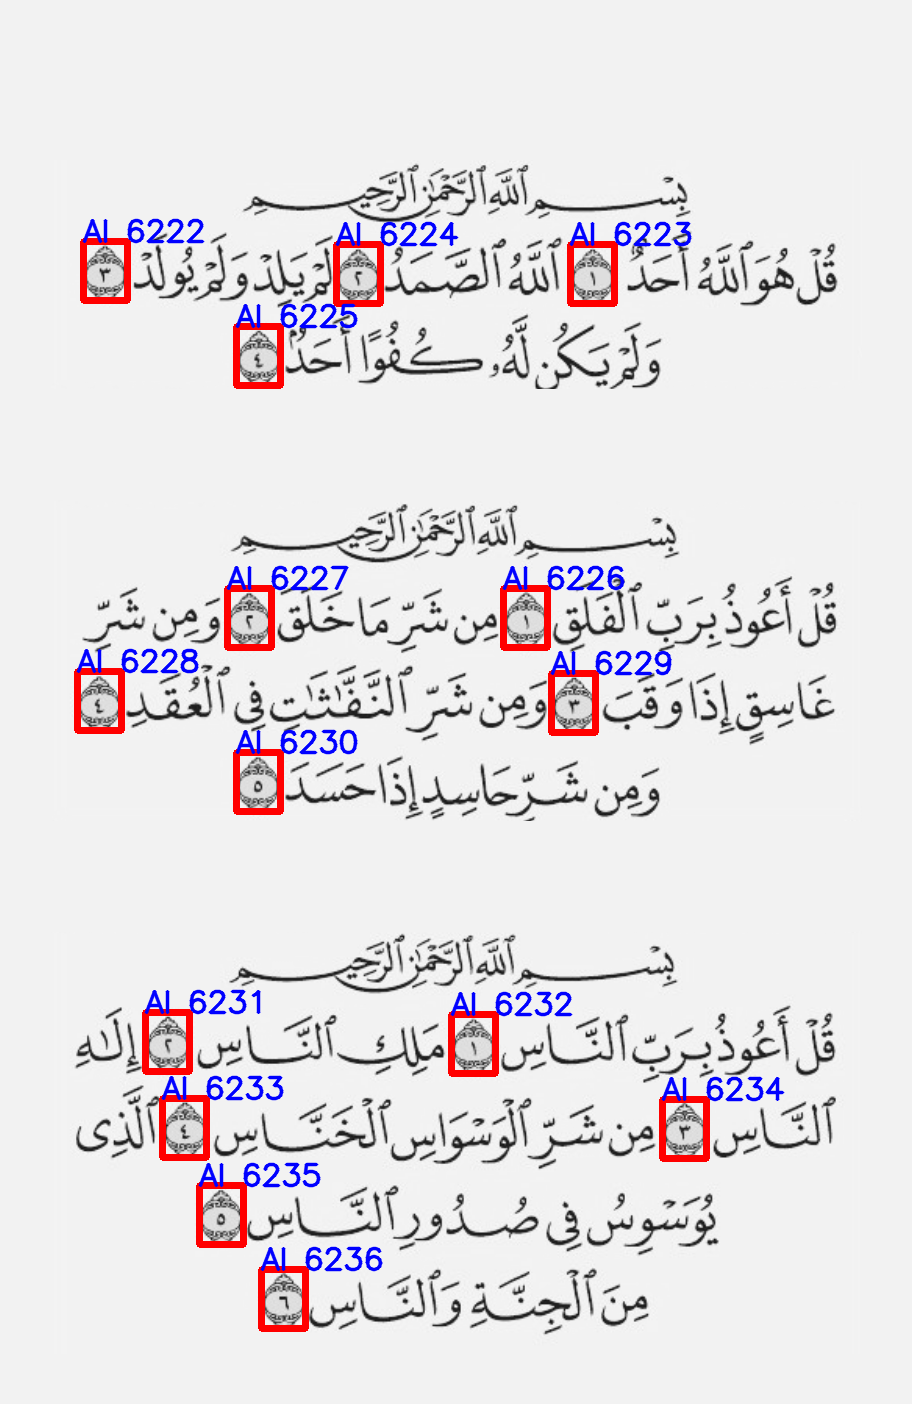 بِسْمِ ٱللَّهِ ٱلرَّحْمَٰنِ ٱلرَّحِيمِ
AI 6222 AI 6224 AI 6223
قُلْ هُوَ ٱللَّهُ أَحَدٌ ١ ٱللَّهُ ٱلصَّمَدُ ٢ لَمْ يَلِدْ وَلَمْ يُولَدْ ٣
AI 6225
وَلَمْ يَكُن لَّهُۥ كُفُوًا أَحَدٌۢ ٤
بِسْمِ ٱللَّهِ ٱلرَّحْمَٰنِ ٱلرَّحِيمِ
AI 6227 AI 6226
قُلْ أَعُوذُ بِرَبِّ ٱلْفَلَقِ ١ مِن شَرِّ مَا خَلَقَ ٢ وَمِن شَرِّ
AI 6228 AI 6229
غَاسِقٍ إِذَا وَقَبَ ٣ وَمِن شَرِّ ٱلنَّفَّٰثَٰتِ فِى ٱلْعُقَدِ ٤
AI 6230
وَمِن شَرِّ حَاسِدٍ إِذَا حَسَدَ ٥
بِسْمِ ٱللَّهِ ٱلرَّحْمَٰنِ ٱلرَّحِيمِ
AI 6231 AI 6232
قُلْ أَعُوذُ بِرَبِّ ٱلنَّاسِ ١ مَلِكِ ٱلنَّاسِ ٢ إِلَٰهِ
AI 6233 AI 6234
ٱلنَّاسِ ٣ مِن شَرِّ ٱلْوَسْوَاسِ ٱلْخَنَّاسِ ٤ ٱلَّذِى
AI 6235
يُوَسْوِسُ فِى صُدُورِ ٱلنَّاسِ ٥
AI 6236
مِنَ ٱلْجِنَّةِ وَٱلنَّاسِ ٦